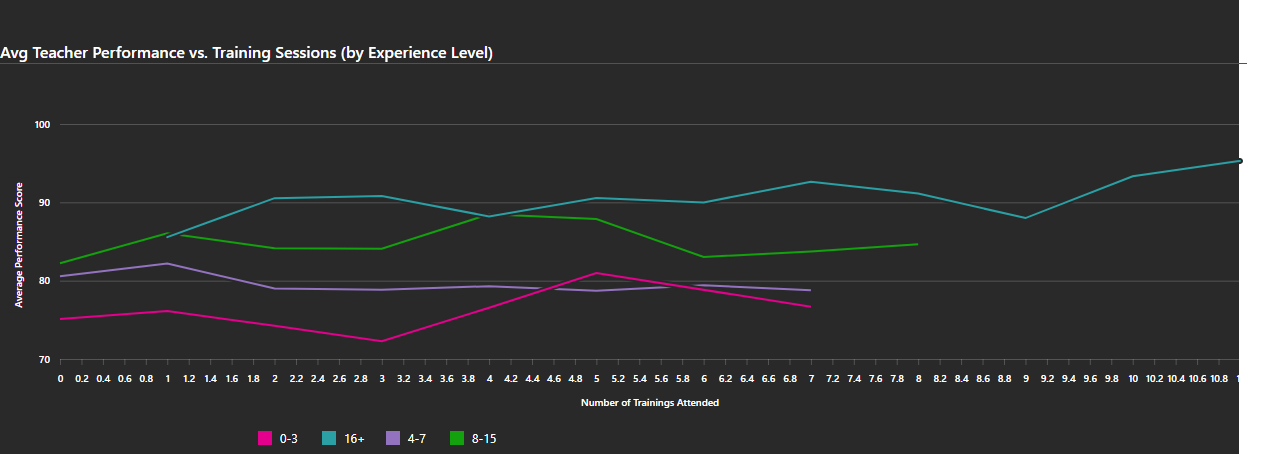 Avg Teacher Performance vs. Training Sessions (by Experience Level)
100
90
80
70
Average Performance Score
0 0.2 0.4 0.6 0.8 1 1.2 1.4 1.6 1.8 2 2.2 2.4 2.6 2.8 3 3.2 3.4 3.6 3.8 4 4.2 4.4 4.6 4.8 5 5.2 5.4 5.6 5.8 6 6.2 6.4 6.6 6.8 7 7.2 7.4 7.6 7.8 8 8.2 8.4 8.6 8.8 9 9.2 9.4 9.6 9.8 10 10.2 10.4 10.6 10.8
Number of Trainings Attended
0-3 16+ 4-7 8-15